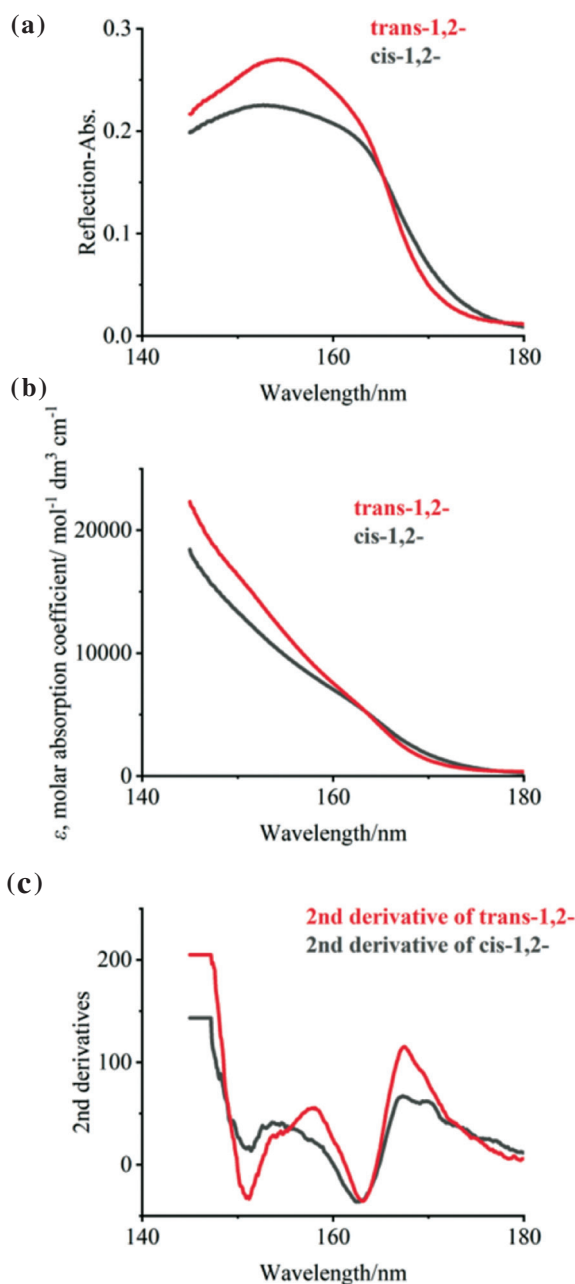 (a)
trans-1,2-
cis-1,2-
0.3
0.2
0.1
0.0
Reflection-Abs.
140
160
180
Wavelength/nm
(b)
trans-1,2-
cis-1,2-
20000
10000
0
ε, molar absorption coefficient/ mol⁻¹ dm³ cm⁻¹
140
160
180
Wavelength/nm
(c)
2nd derivative of trans-1,2-
2nd derivative of cis-1,2-
200
100
0
2nd derivatives
140
160
180
Wavelength/nm